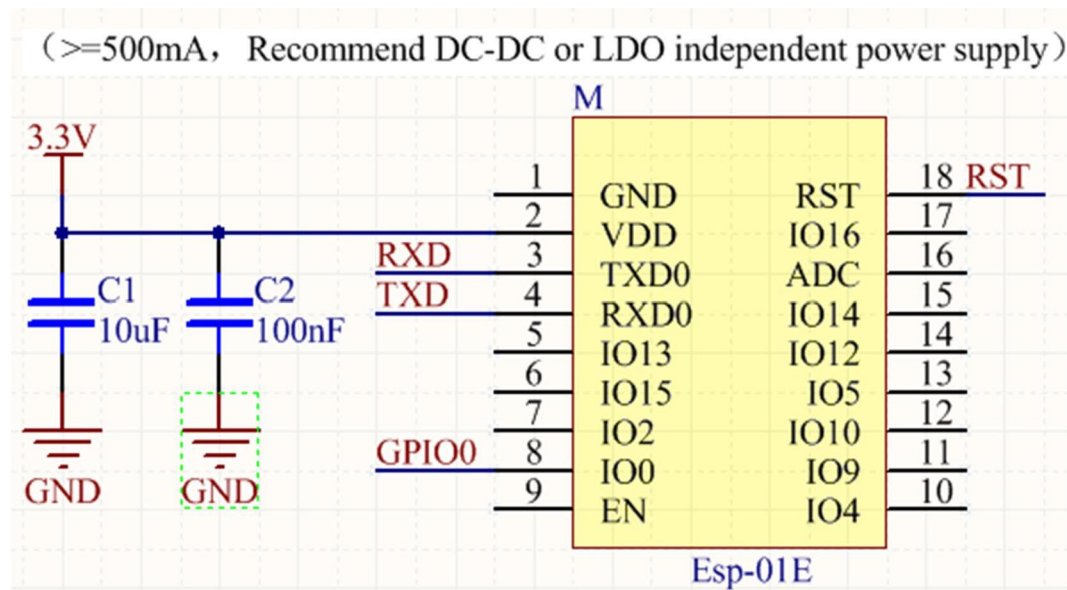 （>=500mA， Recommend DC-DC or LDO independent power supply）
M
3.3V
1 GND RST 18 RST
2 VDD IO16 17
RXD 3 TXD0 ADC 16
TXD 4 RXD0 IO14 15
C1 C2
10uF 100nF
5 IO13 IO12 14
6 IO15 IO5 13
7 IO2 IO10 12
GPIO0 8 IO0 IO9 11
GND GND
9 EN IO4 10
Esp-01E